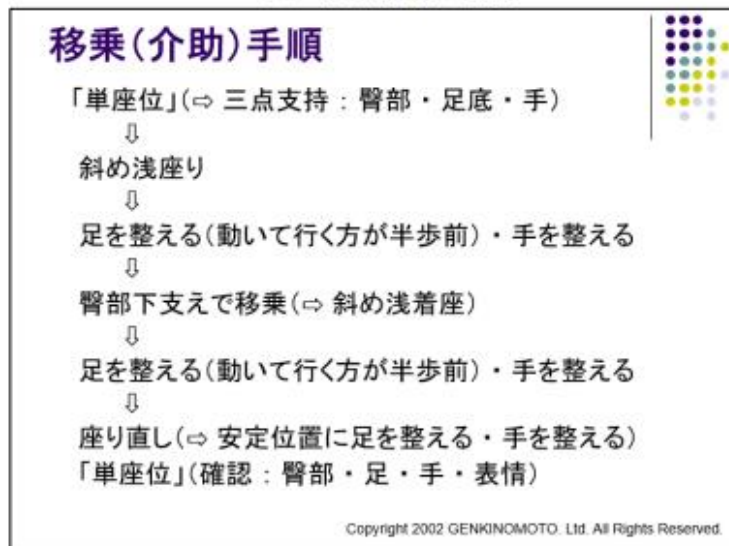 移乗(介助)手順
「単座位」(⇨ 三点支持:臀部・足底・手)
⇩
斜め浅座り
⇩
足を整える(動いて行く方が半歩前)・手を整える
⇩
臀部下支えで移乗(⇨ 斜め浅着座)
⇩
足を整える(動いて行く方が半歩前)・手を整える
⇩
座り直し(⇨ 安定位置に足を整える・手を整える)
「単座位」(確認:臀部・足・手・表情)
Copyright 2002 GENKINOMOTO. Ltd. All Rights Reserved.